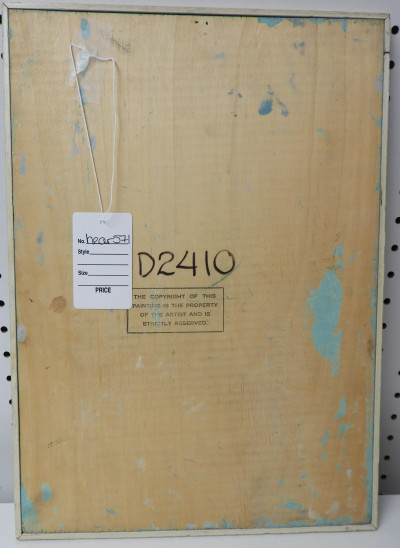 No. hear571
Style
Size
PRICE
D2410
THE COPYRIGHT OF THIS
PAINTING IS THE PROPERTY
OF THE ARTIST AND IS
STRICTLY RESERVED.